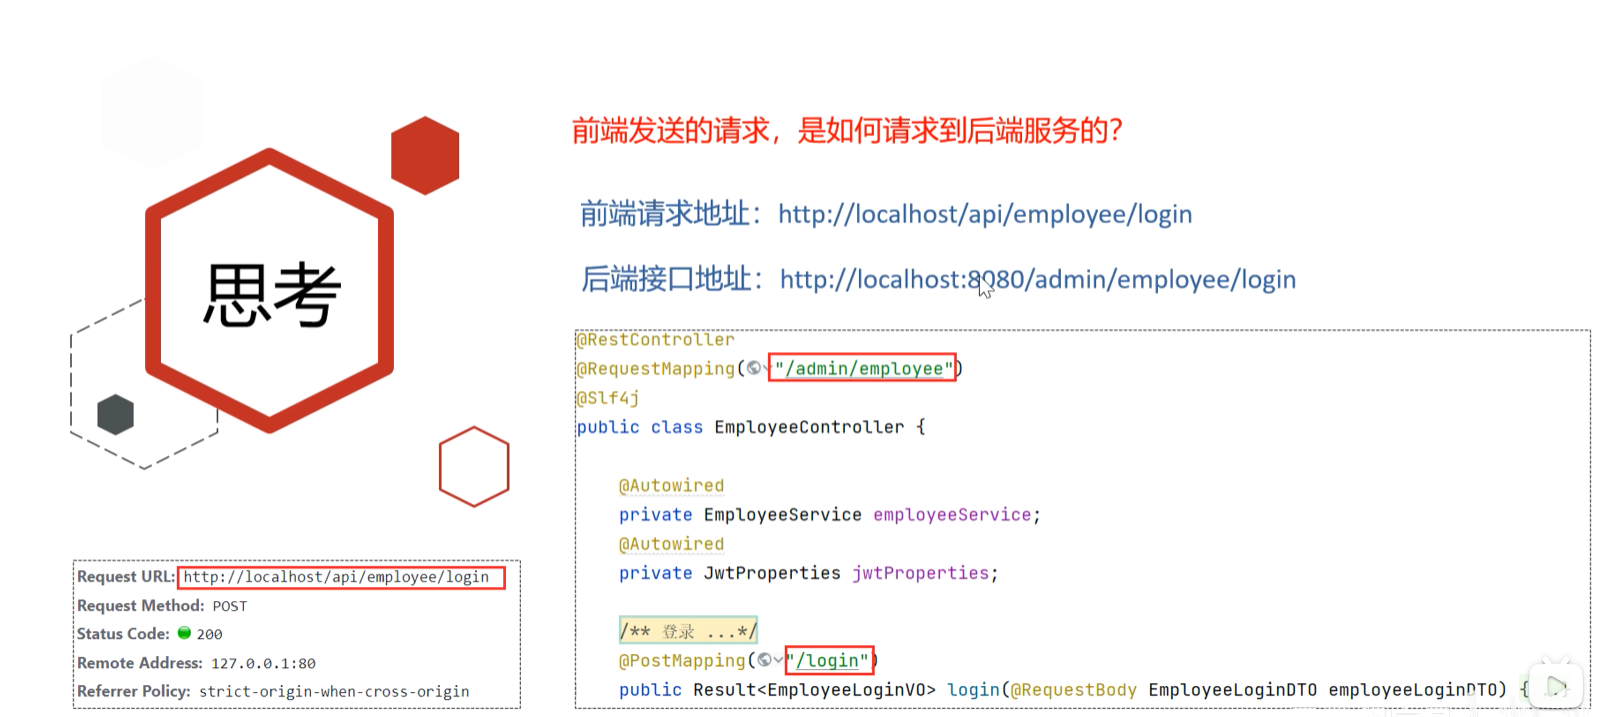 思考
前端发送的请求，是如何请求到后端服务的？
前端请求地址：http://localhost/api/employee/login
后端接口地址：http://localhost:8080/admin/employee/login
@RestController
@RequestMapping("/admin/employee")
@Slf4j
public class EmployeeController {
@Autowired
private EmployeeService employeeService;
@Autowired
private JwtProperties jwtProperties;
/** 登录 ...*/
@PostMapping("/login")
public Result<EmployeeLoginVO> login(@RequestBody EmployeeLoginDTO employeeLoginDTO) {...}
Request URL: http://localhost/api/employee/login
Request Method: POST
Status Code: 200
Remote Address: 127.0.0.1:80
Referrer Policy: strict-origin-when-cross-origin